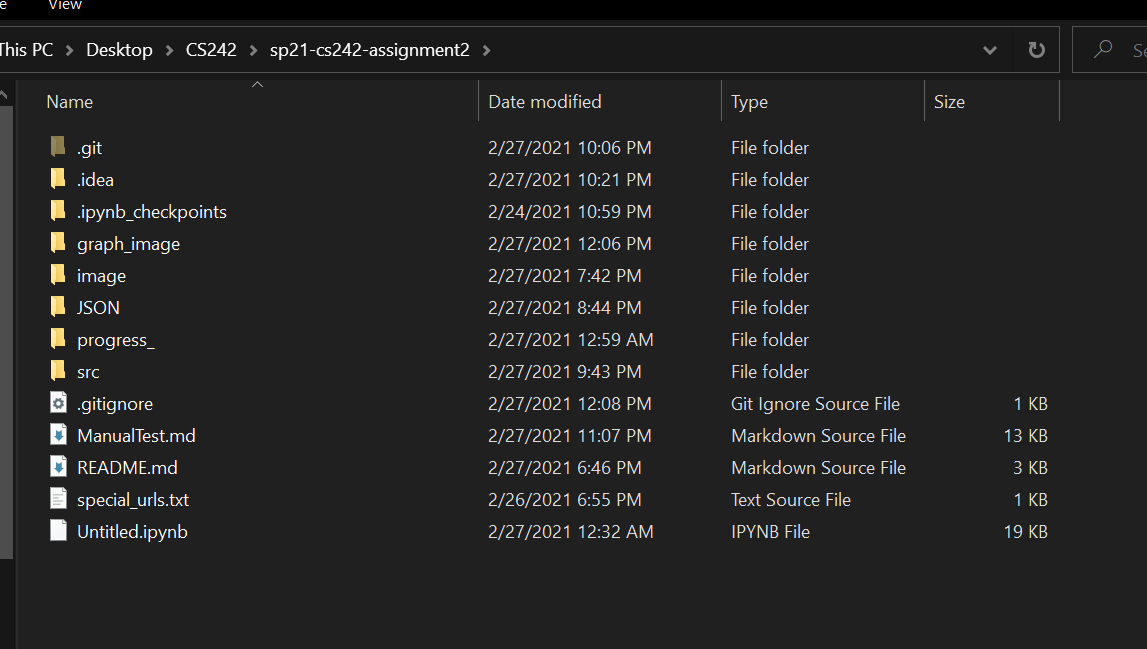 e View
This PC > Desktop > CS242 > sp21-cs242-assignment2 > Se
Name Date modified Type Size
.git 2/27/2021 10:06 PM File folder
.idea 2/27/2021 10:21 PM File folder
.ipynb_checkpoints 2/24/2021 10:59 PM File folder
graph_image 2/27/2021 12:06 PM File folder
image 2/27/2021 7:42 PM File folder
JSON 2/27/2021 8:44 PM File folder
progress_ 2/27/2021 12:59 AM File folder
src 2/27/2021 9:43 PM File folder
.gitignore 2/27/2021 12:08 PM Git Ignore Source File 1 KB
ManualTest.md 2/27/2021 11:07 PM Markdown Source File 13 KB
README.md 2/27/2021 6:46 PM Markdown Source File 3 KB
special_urls.txt 2/26/2021 6:55 PM Text Source File 1 KB
Untitled.ipynb 2/27/2021 12:32 AM IPYNB File 19 KB